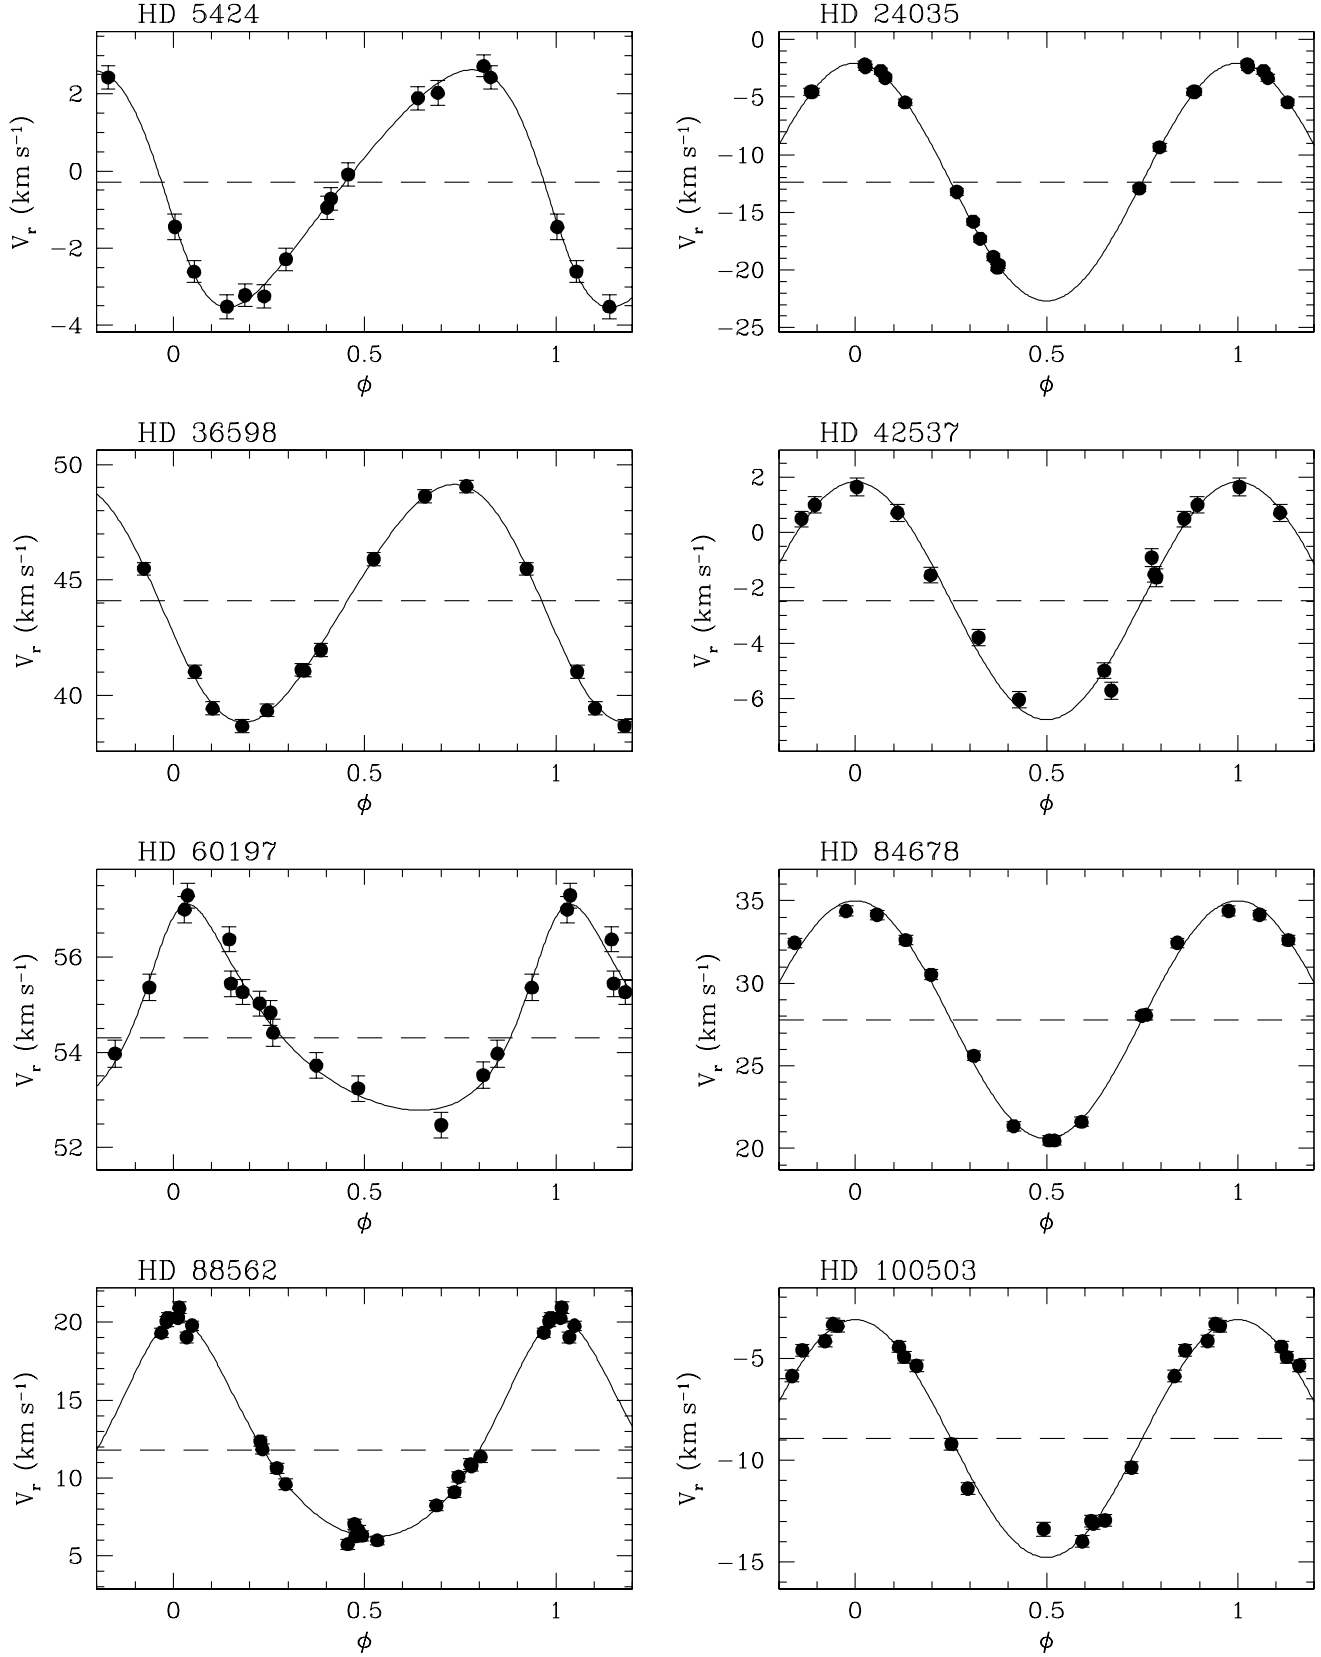 HD 5424
2
0
−2
−4
V_r (km s⁻¹)
0
0.5
1
ϕ
HD 24035
0
−5
−10
−15
−20
−25
V_r (km s⁻¹)
0
0.5
1
ϕ
HD 36598
50
45
40
V_r (km s⁻¹)
0
0.5
1
ϕ
HD 42537
2
0
−2
−4
−6
V_r (km s⁻¹)
0
0.5
1
ϕ
HD 60197
56
54
52
V_r (km s⁻¹)
0
0.5
1
ϕ
HD 84678
35
30
25
20
V_r (km s⁻¹)
0
0.5
1
ϕ
HD 88562
20
15
10
5
V_r (km s⁻¹)
0
0.5
1
ϕ
HD 100503
−5
−10
−15
V_r (km s⁻¹)
0
0.5
1
ϕ